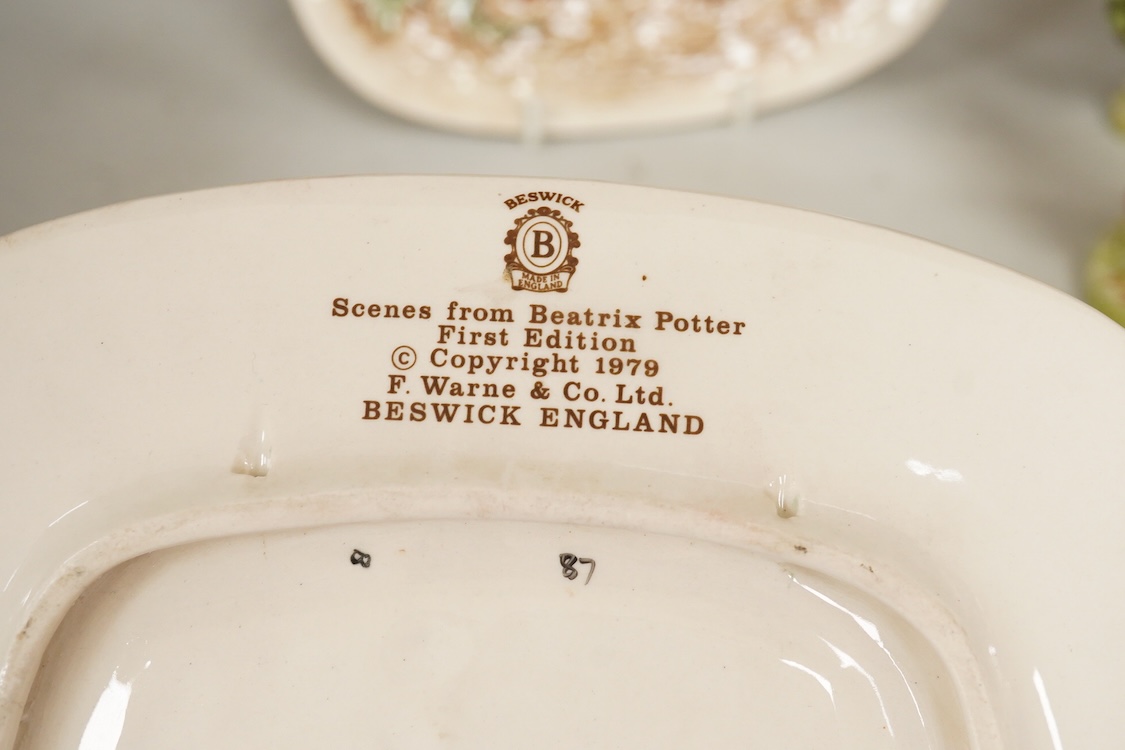 BESWICK
B
MADE IN
ENGLAND
Scenes from Beatrix Potter
First Edition
© Copyright 1979
F. Warne & Co. Ltd.
BESWICK ENGLAND
8 87